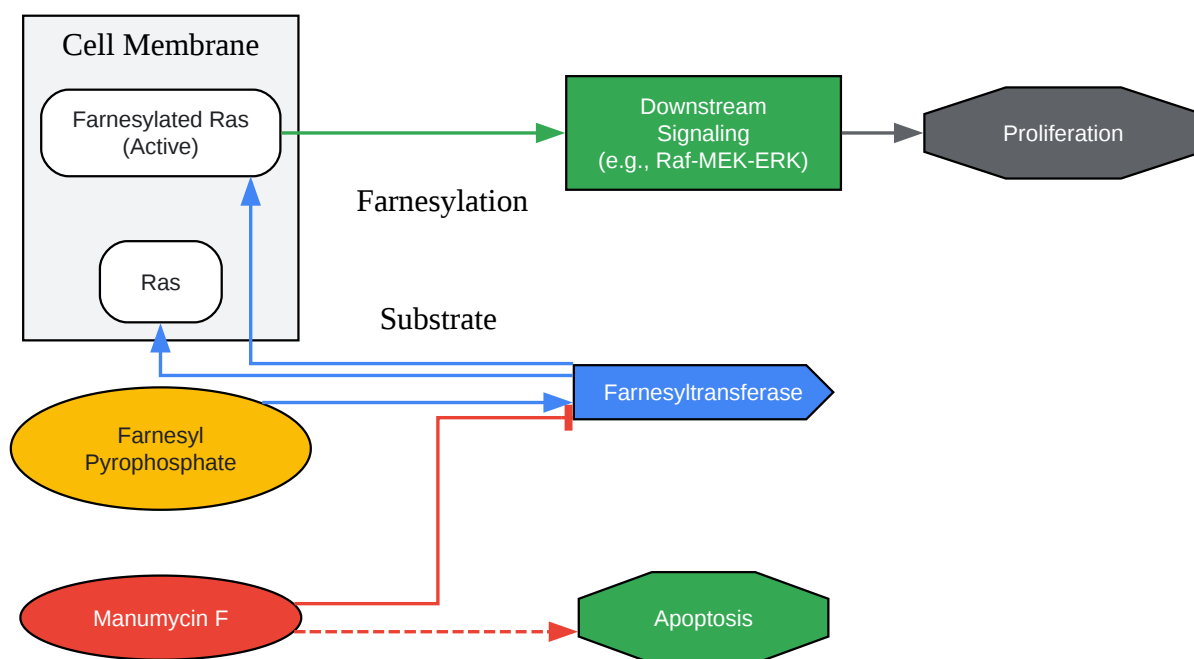 Cell Membrane
Farnesylated Ras
(Active)
Downstream
Signaling
(e.g., Raf-MEK-ERK)
Proliferation
Farnesylation
Ras
Substrate
Farnesyltransferase
Farnesyl
Pyrophosphate
Manumycin F
Apoptosis